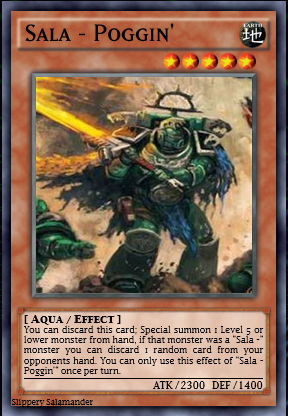 Sala - Poggin'
EARTH
地
[ Aqua / Effect ]
You can discard this card; Special summon 1 Level 5 or
lower monster from hand, if that monster was a "Sala -"
monster you can discard 1 random card from your
opponents hand. You can only use this effect of "Sala -
Poggin'" once per turn.
ATK / 2300 DEF / 1400
Slippery Salamander